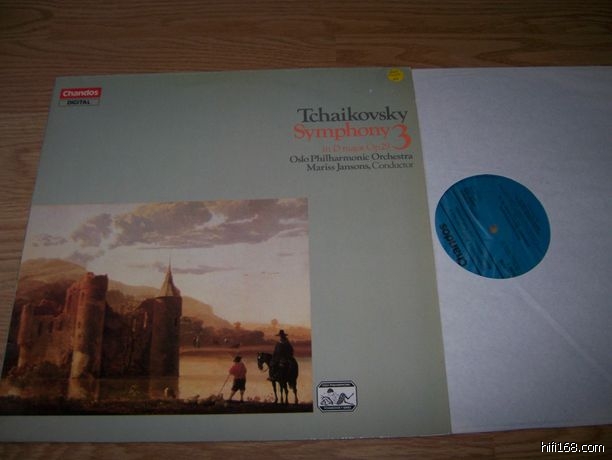 Chandos
DIGITAL
Tchaikovsky
Symphony 3
in D major, Op.29
Oslo Philharmonic Orchestra
Mariss Jansons, Conductor
Chandos
hifi168.com